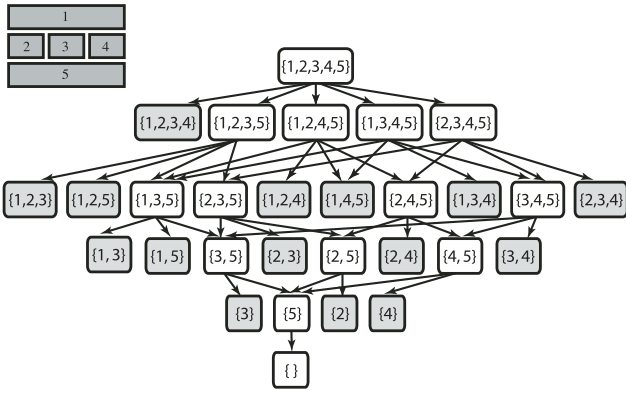 1
2 3 4
5
{1,2,3,4,5}
{1,2,3,4} {1,2,3,5} {1,2,4,5} {1,3,4,5} {2,3,4,5}
{1,2,3} {1,2,5} {1,3,5} {2,3,5} {1,2,4} {1,4,5} {2,4,5} {1,3,4} {3,4,5} {2,3,4}
{1, 3} {1, 5} {3, 5} {2, 3} {2, 5} {2, 4} {4, 5} {3, 4}
{3} {5} {2} {4}
{ }